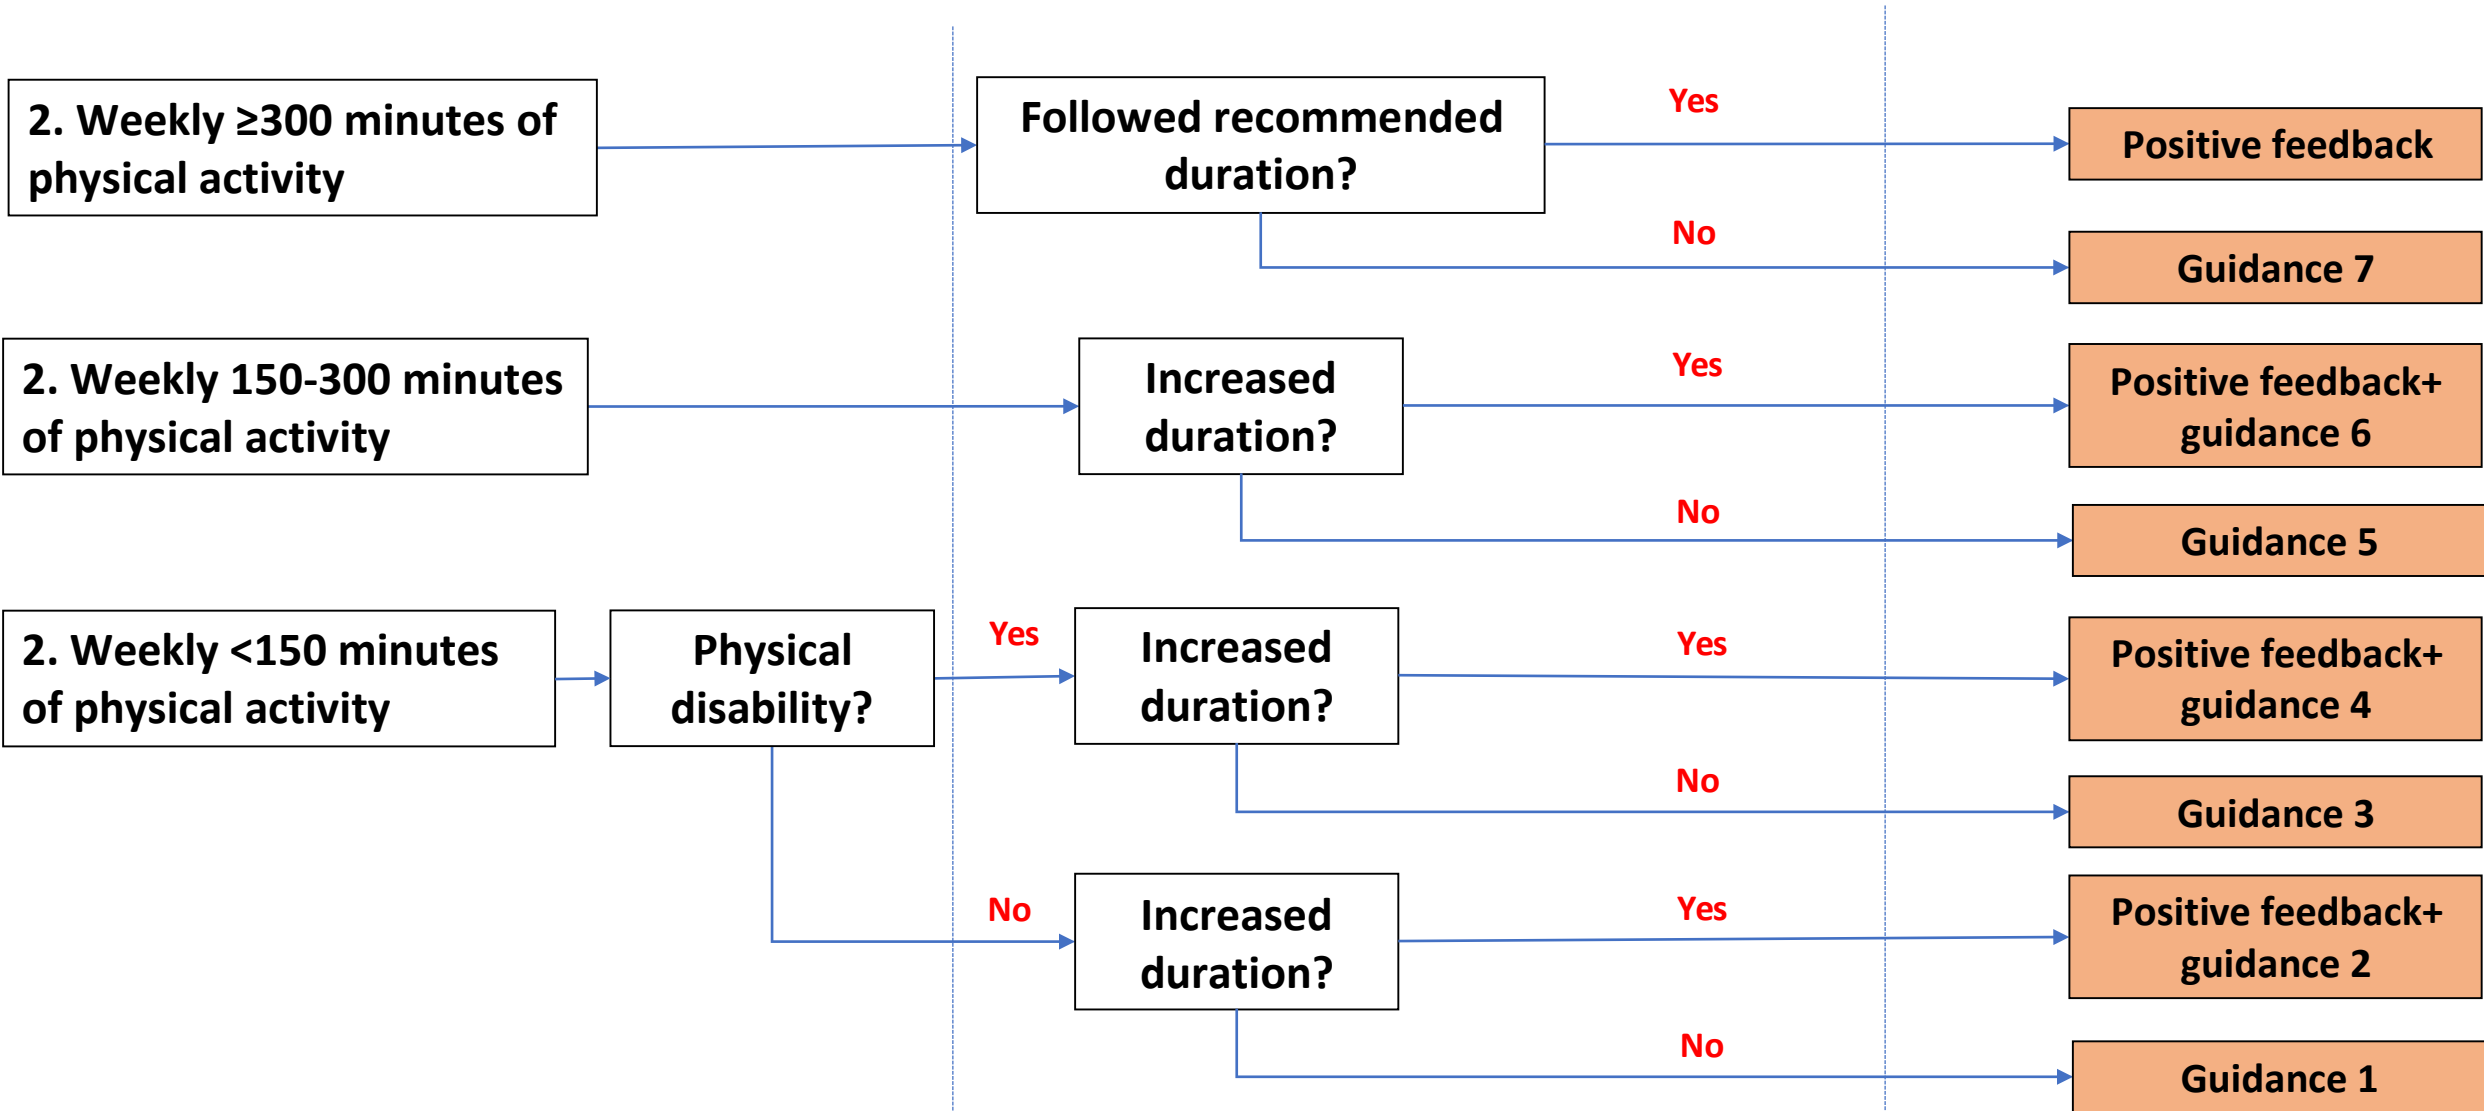 2. Weekly ≥300 minutes of
physical activity
Followed recommended
duration?
Yes
Positive feedback
No
Guidance 7
2. Weekly 150-300 minutes
of physical activity
Increased
duration?
Yes
Positive feedback+
guidance 6
No
Guidance 5
2. Weekly <150 minutes
of physical activity
Physical
disability?
Yes
Increased
duration?
Yes
Positive feedback+
guidance 4
No
Guidance 3
No
Increased
duration?
Yes
Positive feedback+
guidance 2
No
Guidance 1